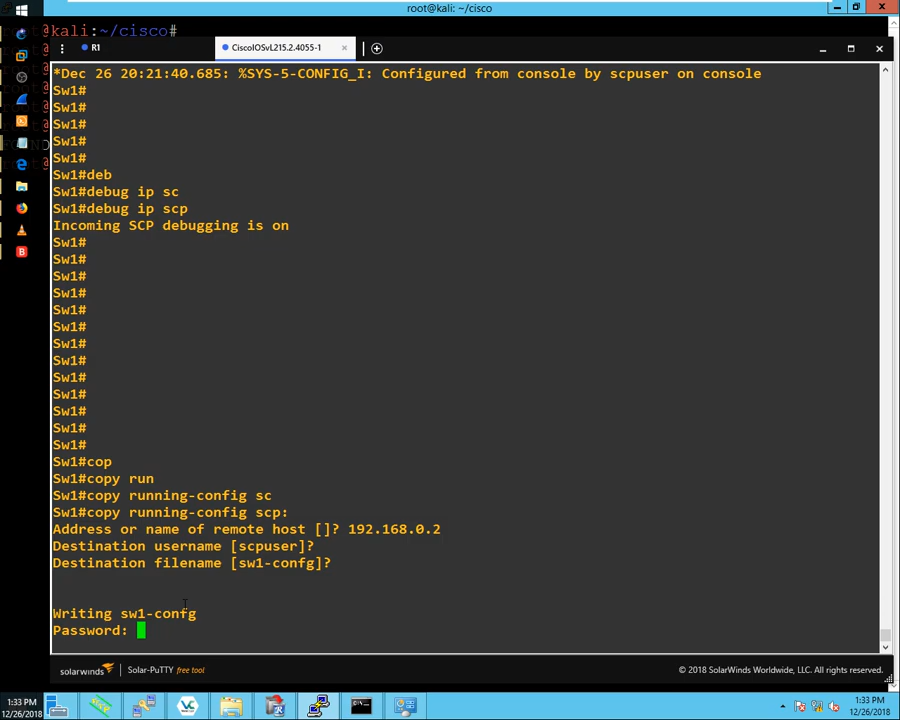 root@kali: ~/cisco
kali:~/cisco#
R1
CiscoIOSvL215.2.4055-1
*Dec 26 20:21:40.685: %SYS-5-CONFIG_I: Configured from console by scpuser on console
Sw1#
Sw1#
Sw1#
Sw1#
Sw1#
Sw1#deb
Sw1#debug ip sc
Sw1#debug ip scp
Incoming SCP debugging is on
Sw1#
Sw1#
Sw1#
Sw1#
Sw1#
Sw1#
Sw1#
Sw1#
Sw1#
Sw1#
Sw1#
Sw1#
Sw1#
Sw1#cop
Sw1#copy run
Sw1#copy running-config sc
Sw1#copy running-config scp:
Address or name of remote host []? 192.168.0.2
Destination username [scpuser]?
Destination filename [sw1-confg]?
Writing sw1-confg
Password:
solarwinds Solar-PuTTY free tool
© 2018 SolarWinds Worldwide, LLC. All rights reserved.
1:33 PM
12/26/2018
1:33 PM
12/26/2018